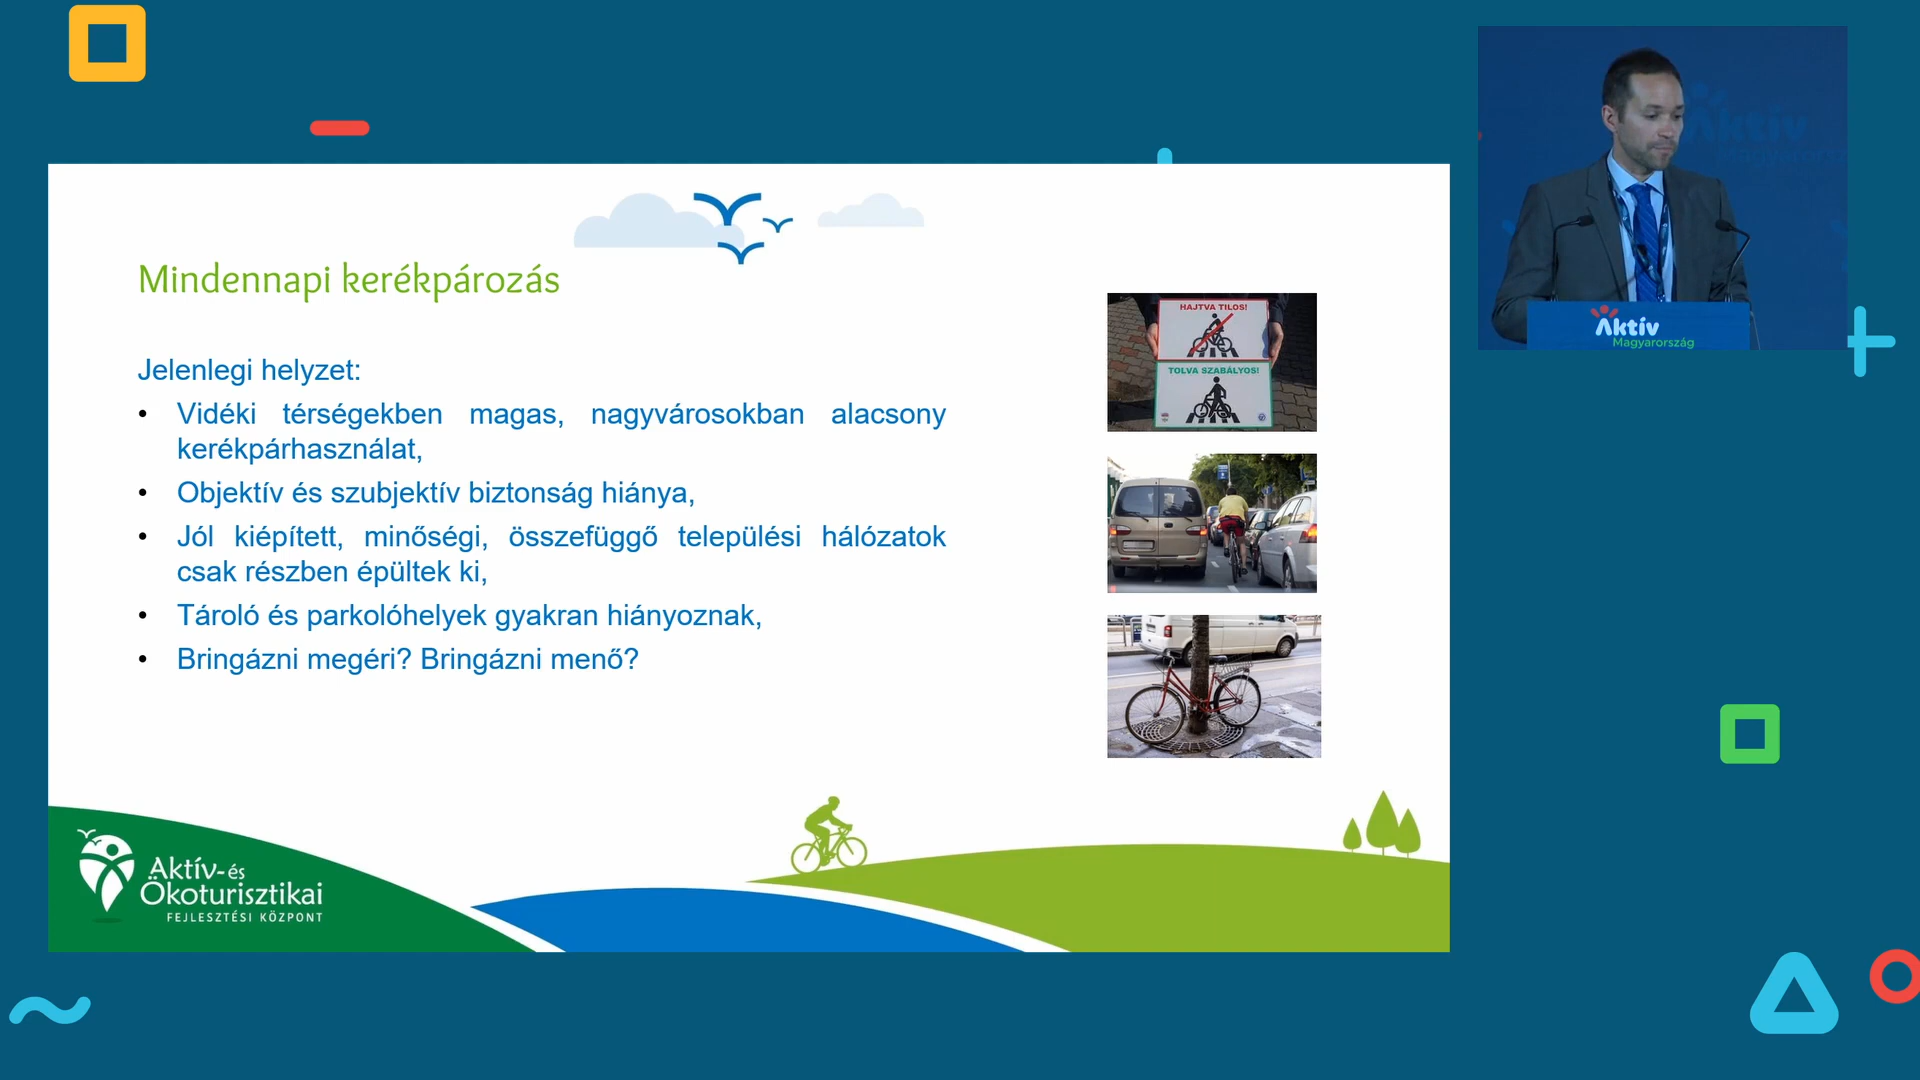 Mindennapi kerékpározás
Jelenlegi helyzet:
• Vidéki térségekben magas, nagyvárosokban alacsony
kerékpárhasználat,
• Objektív és szubjektív biztonság hiánya,
• Jól kiépített, minőségi, összefüggő települési hálózatok
csak részben épültek ki,
• Tároló és parkolóhelyek gyakran hiányoznak,
• Bringázni megéri? Bringázni menő?
HAJTVA TILOS!
TOLVA SZABÁLYOS!
Aktív- és
Ökoturisztikai
FEJLESZTÉSI KÖZPONT
Aktív
Magyarország
Aktív
Magyarország